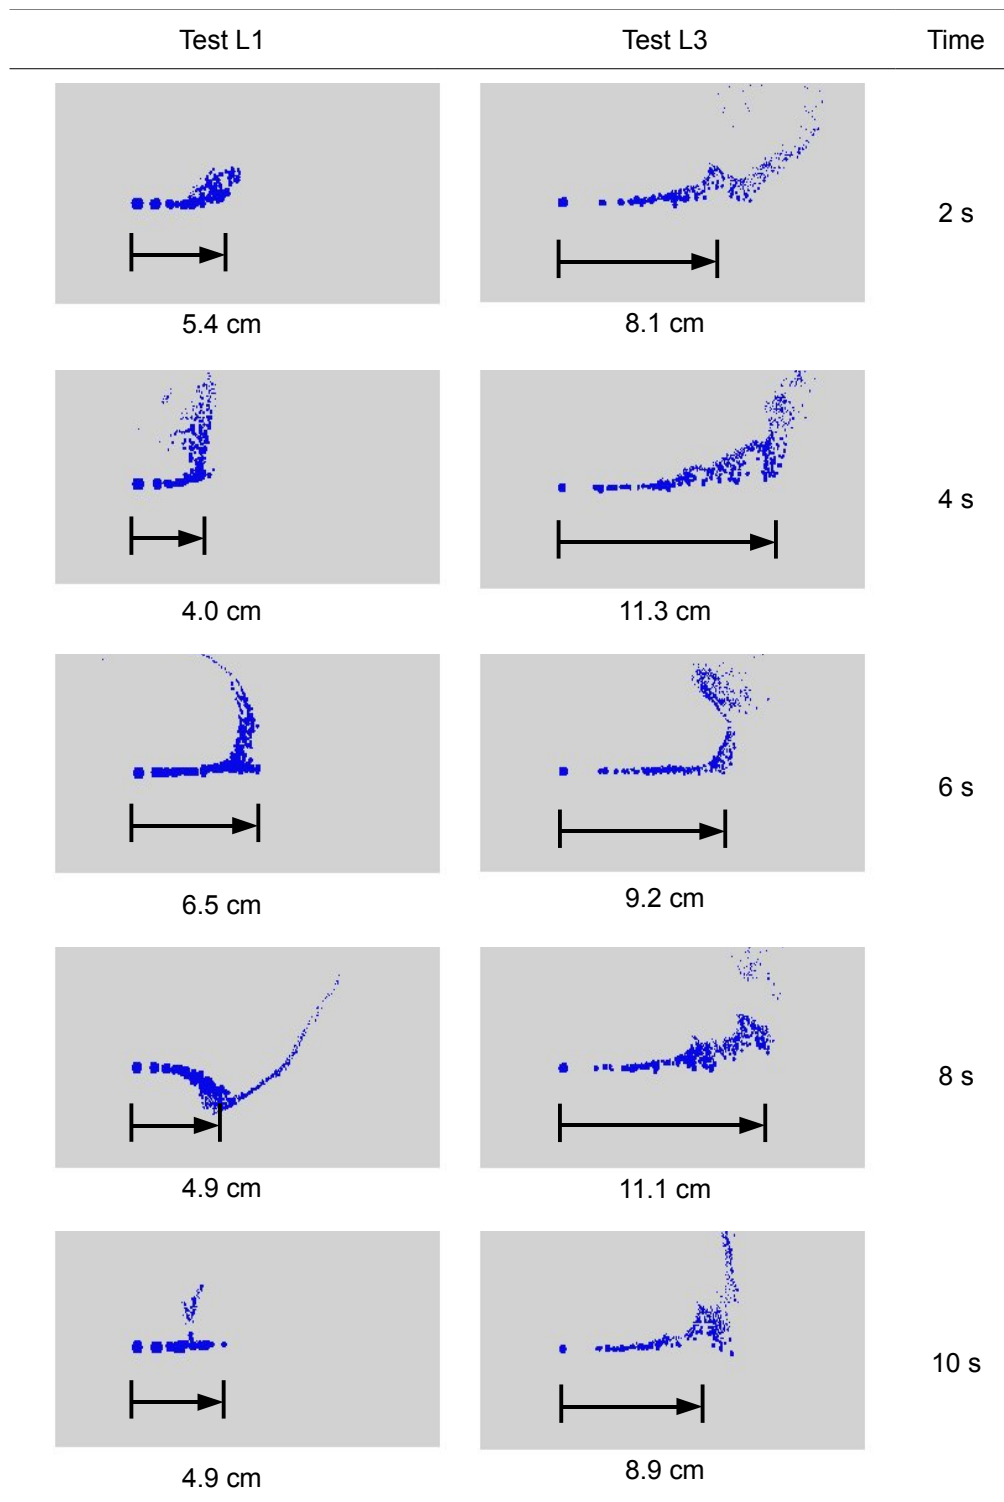 Test L1 Test L3 Time
2 s
5.4 cm 8.1 cm
4 s
4.0 cm 11.3 cm
6 s
6.5 cm 9.2 cm
8 s
4.9 cm 11.1 cm
10 s
4.9 cm 8.9 cm